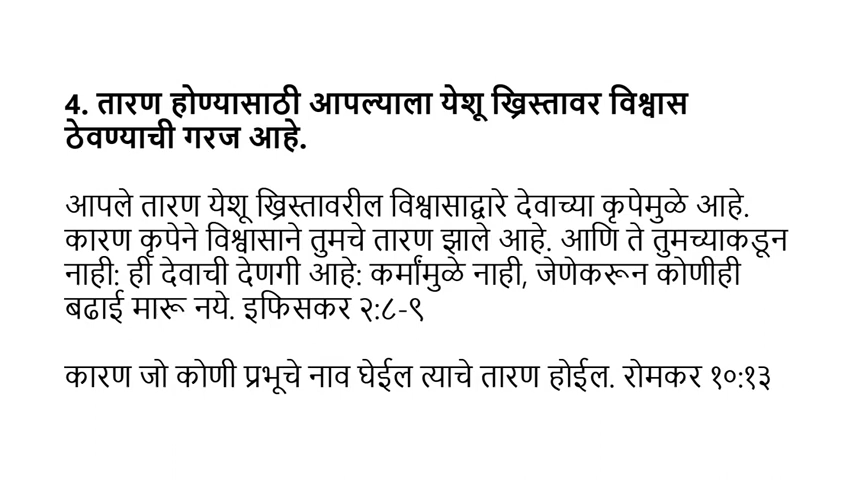 4. तारण होण्यासाठी आपल्याला येशू ख्रिस्तावर विश्वास
ठेवण्याची गरज आहे.
आपले तारण येशू ख्रिस्तावरील विश्वासाद्वारे देवाच्या कृपेमुळे आहे.
कारण कृपेने विश्वासाने तुमचे तारण झाले आहे. आणि ते तुमच्याकडून
नाही: ही देवाची देणगी आहे: कर्मांमुळे नाही, जेणेकरून कोणीही
बढाई मारू नये. इफिसकर २:८-९
कारण जो कोणी प्रभूचे नाव घेईल त्याचे तारण होईल. रोमकर १०:१३